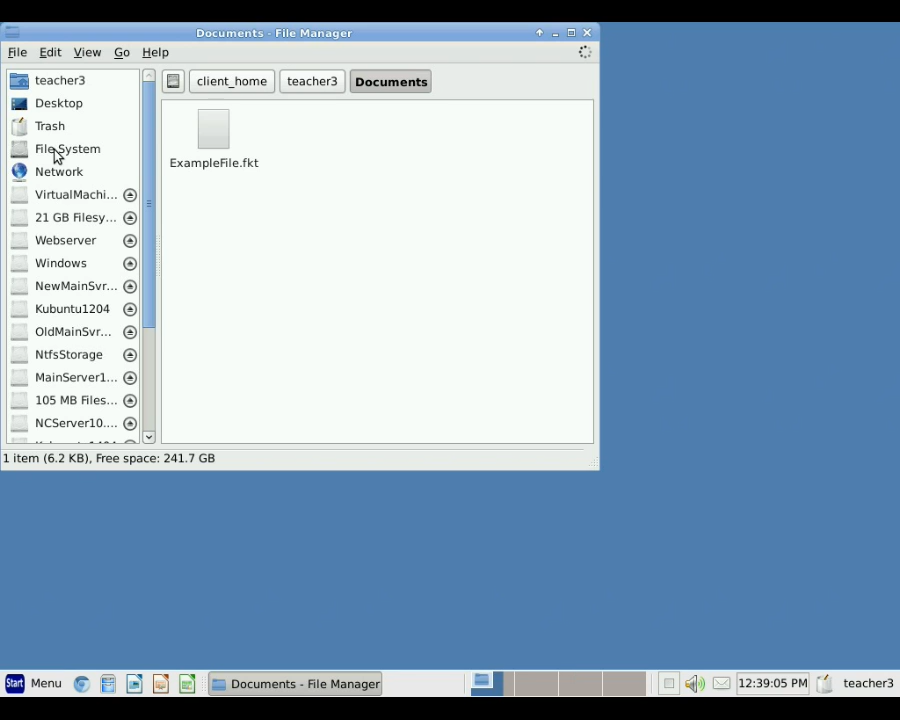 Documents - File Manager
File Edit View Go Help
teacher3
Desktop
Trash
File System
Network
VirtualMachi...
21 GB Filesy...
Webserver
Windows
NewMainSvr...
Kubuntu1204
OldMainSvr...
NtfsStorage
MainServer1...
105 MB Files...
NCServer10....
client_home teacher3 Documents
ExampleFile.fkt
1 item (6.2 KB), Free space: 241.7 GB
Start Menu Documents - File Manager 12:39:05 PM teacher3